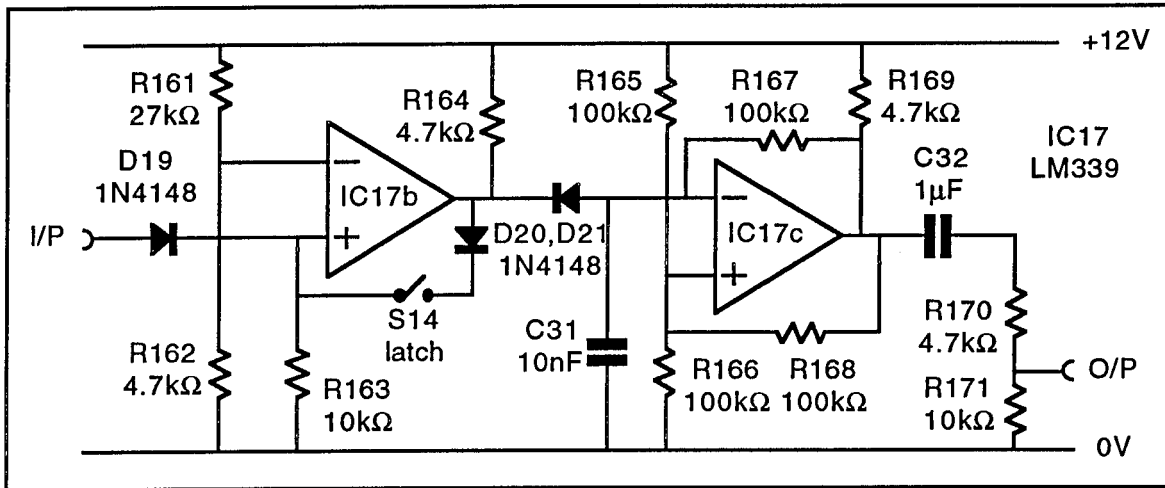 +12V
R161
27kΩ
R164
4.7kΩ
R165
100kΩ
R167
100kΩ
R169
4.7kΩ
IC17
LM339
D19
1N4148
I/P
−
+
IC17b
D20,D21
1N4148
S14
latch
C31
10nF
−
+
IC17c
C32
1µF
R162
4.7kΩ
R163
10kΩ
R166
100kΩ
R168
100kΩ
R170
4.7kΩ
O/P
R171
10kΩ
0V